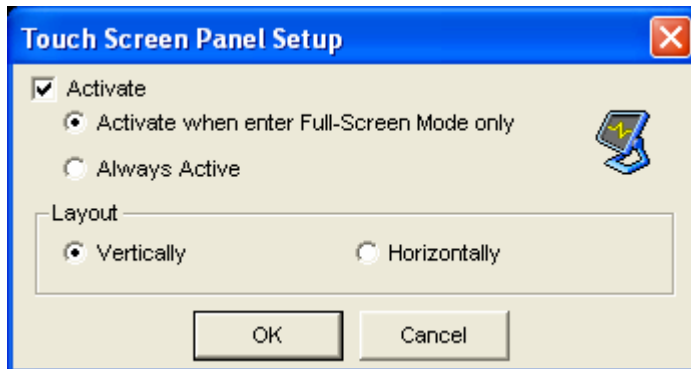 Touch Screen Panel Setup
Activate
Activate when enter Full-Screen Mode only
Always Active
Layout
Vertically Horizontally
OK Cancel